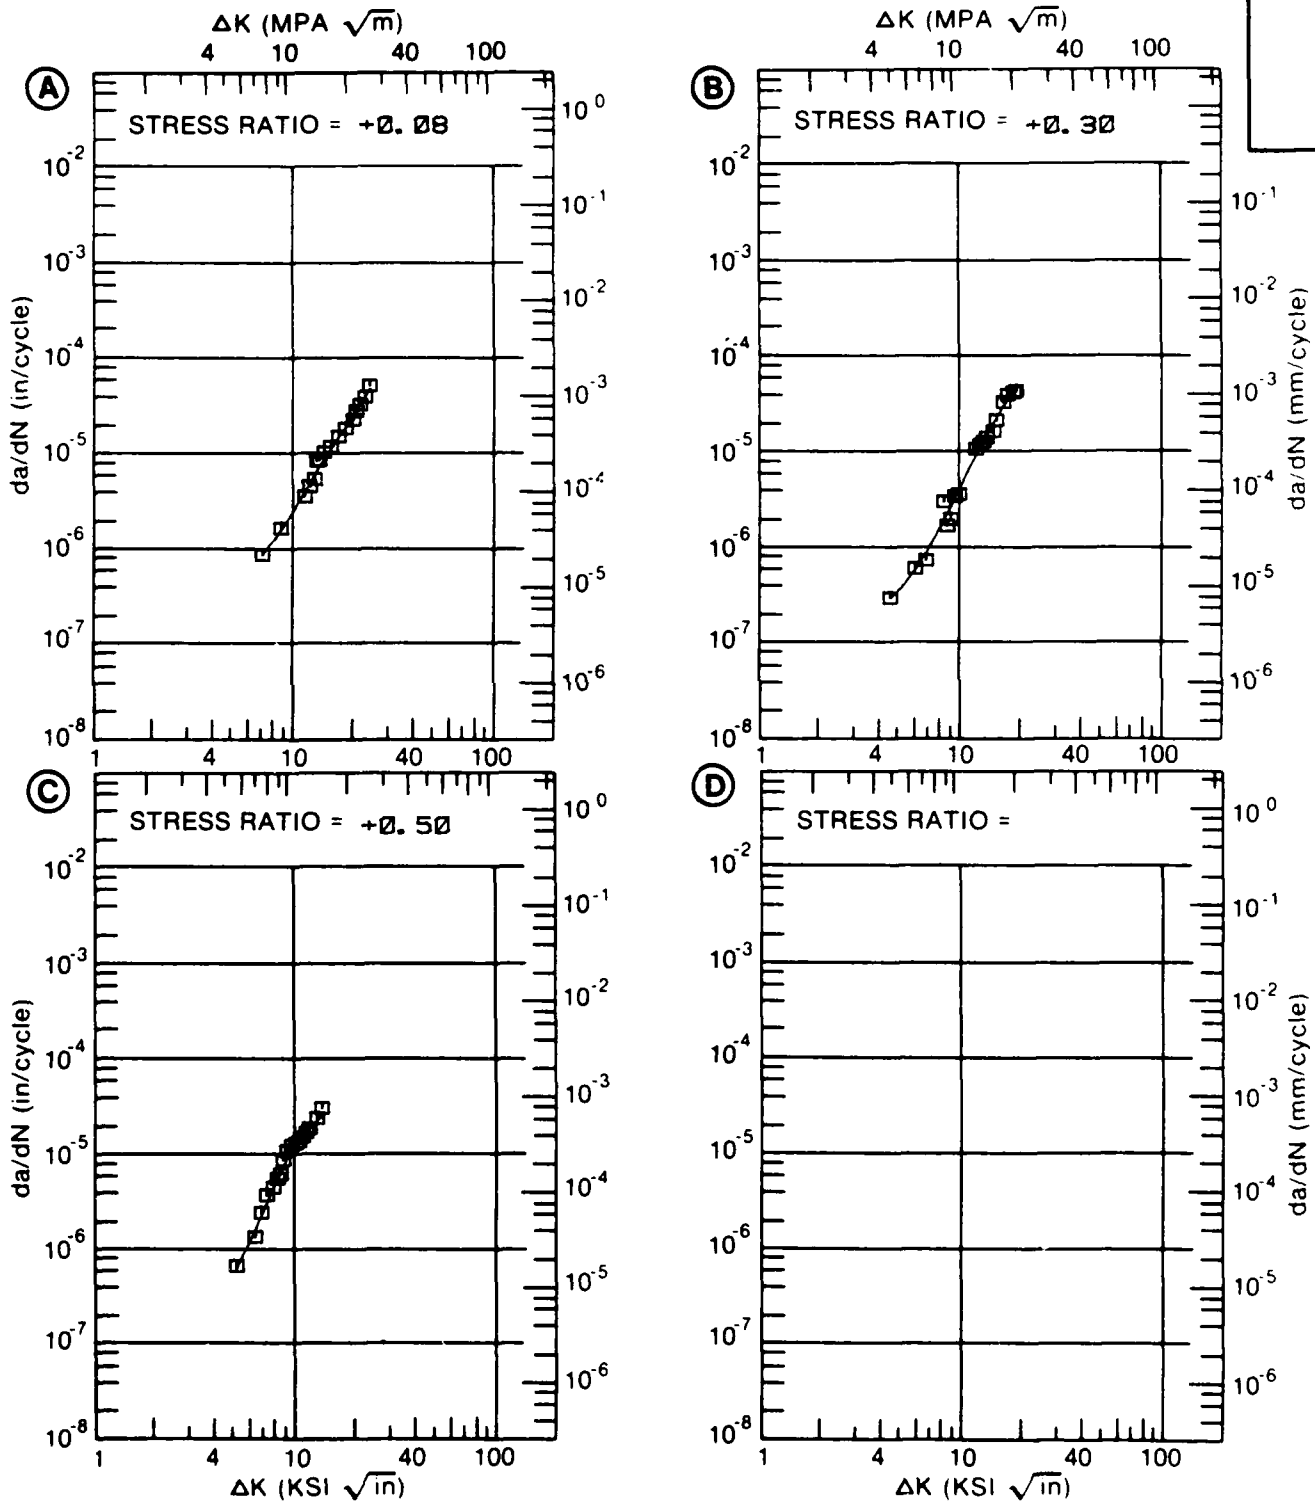 ΔK (MPA √m)
4 10 40 100
A
STRESS RATIO = +0.08
10^0
10^-2
10^-1
10^-3
10^-2
10^-4
10^-3
10^-5
10^-4
10^-6
10^-5
10^-7
10^-6
10^-8
1 4 10 40 100
da/dN (in/cycle)
ΔK (MPA √m)
4 10 40 100
B
STRESS RATIO = +0.30
10^-2
10^-1
10^-3
10^-2
10^-4
10^-3
10^-5
10^-4
10^-6
10^-5
10^-7
10^-6
10^-8
1 4 10 40 100
da/dN (mm/cycle)
C
STRESS RATIO = +0.50
10^0
10^-2
10^-1
10^-3
10^-2
10^-4
10^-3
10^-5
10^-4
10^-6
10^-5
10^-7
10^-6
10^-8
1 4 10 40 100
da/dN (in/cycle)
ΔK (KSI √in)
D
STRESS RATIO =
10^0
10^-2
10^-1
10^-3
10^-2
10^-4
10^-3
10^-5
10^-4
10^-6
10^-5
10^-7
10^-6
10^-8
1 4 10 40 100
da/dN (mm/cycle)
ΔK (KSI √in)